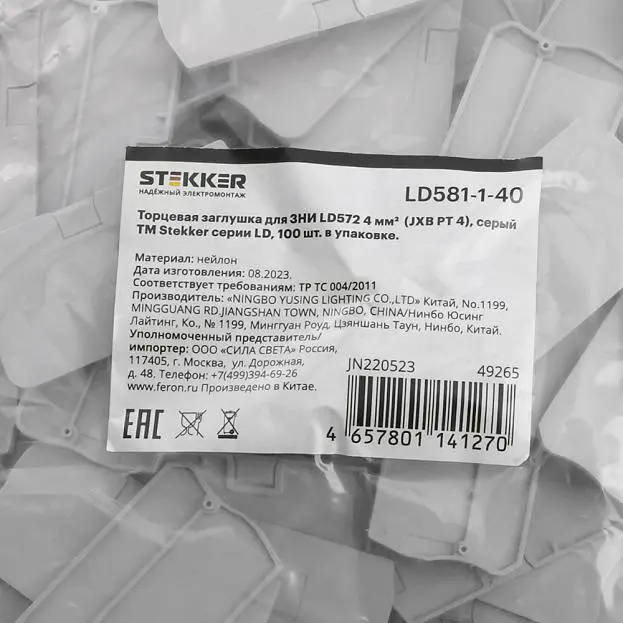 STEKKER
НАДЁЖНЫЙ ЭЛЕКТРОМОНТАЖ
LD581-1-40
Торцевая заглушка для ЗНИ LD572 4 мм² (JXB PT 4), серый
ТМ Stekker серии LD, 100 шт. в упаковке.
Материал: нейлон
Дата изготовления: 08.2023.
Соответствует требованиям: ТР ТС 004/2011
Производитель: «NINGBO YUSING LIGHTING CO.,LTD» Китай, No.1199,
MINGGUANG RD.JIANGSHAN TOWN, NINGBO, CHINA/Нинбо Юсинг
Лайтинг, Ко., № 1199, Минггуан Роуд, Цзяншань Таун, Нинбо, Китай.
Уполномоченный представитель/
импортер: ООО «СИЛА СВЕТА» Россия,
117405, г. Москва, ул. Дорожная,
д. 48. Телефон: +7(499)394-69-26
www.feron.ru Произведено в Китае.
JN220523 49265
EAC
4 657801 141270